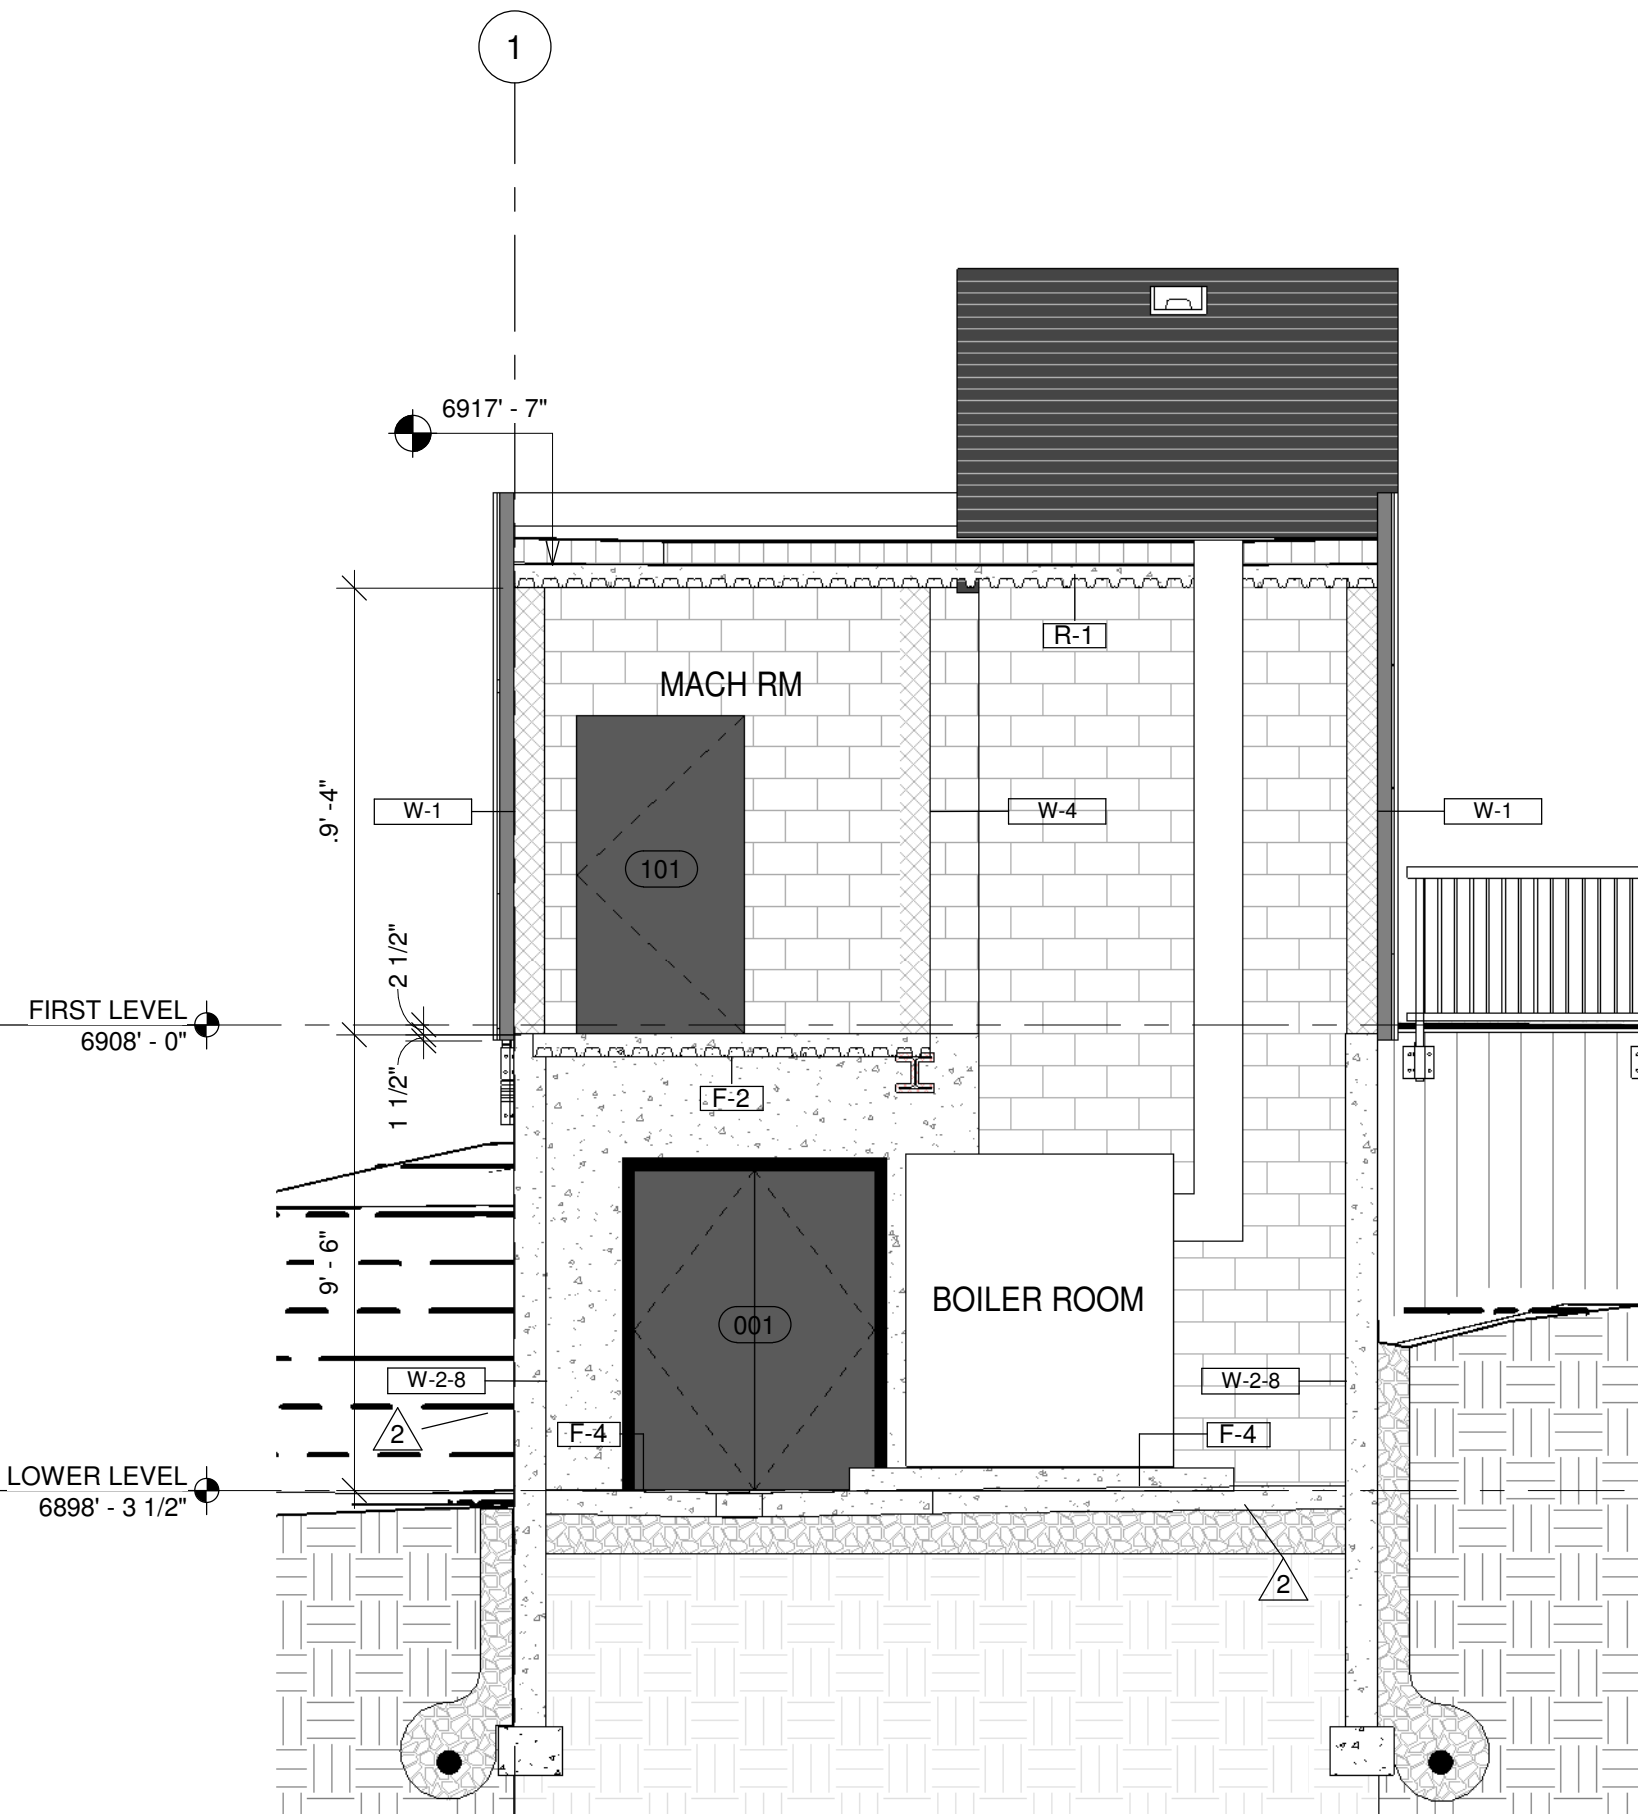 1
6917' - 7"
R-1
MACH RM
.9' -4"
W-1
W-4
W-1
101
2 1/2"
FIRST LEVEL
6908' - 0"
1 1/2"
F-2
9' - 6"
BOILER ROOM
001
W-2-8
W-2-8
2
F-4
F-4
LOWER LEVEL
6898' - 3 1/2"
2